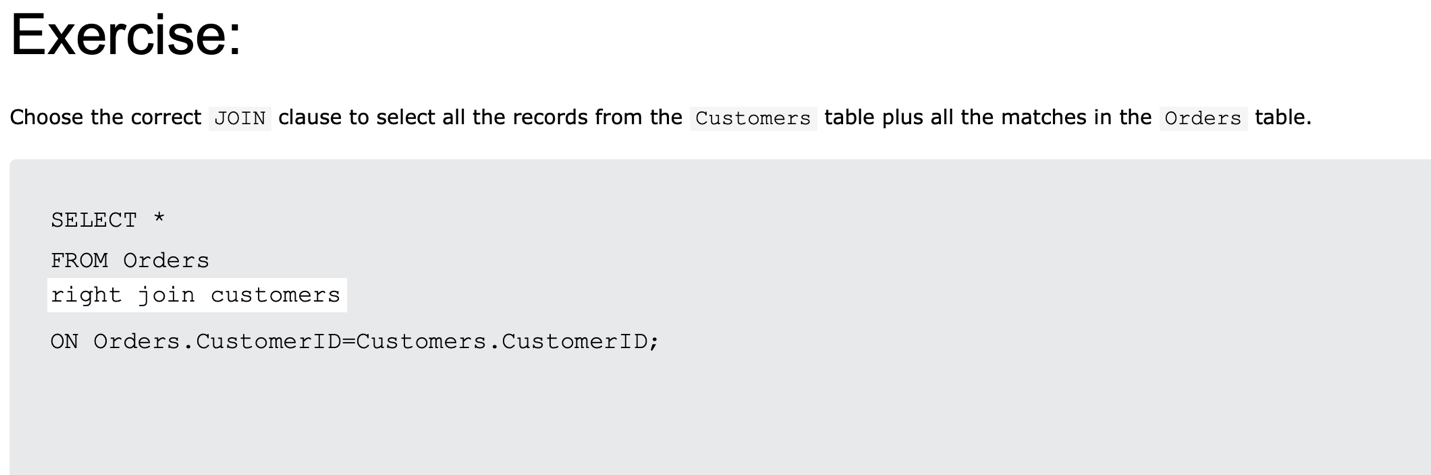 Exercise:
Choose the correct JOIN clause to select all the records from the Customers table plus all the matches in the Orders table.
SELECT *
FROM Orders
right join customers
ON Orders.CustomerID=Customers.CustomerID;